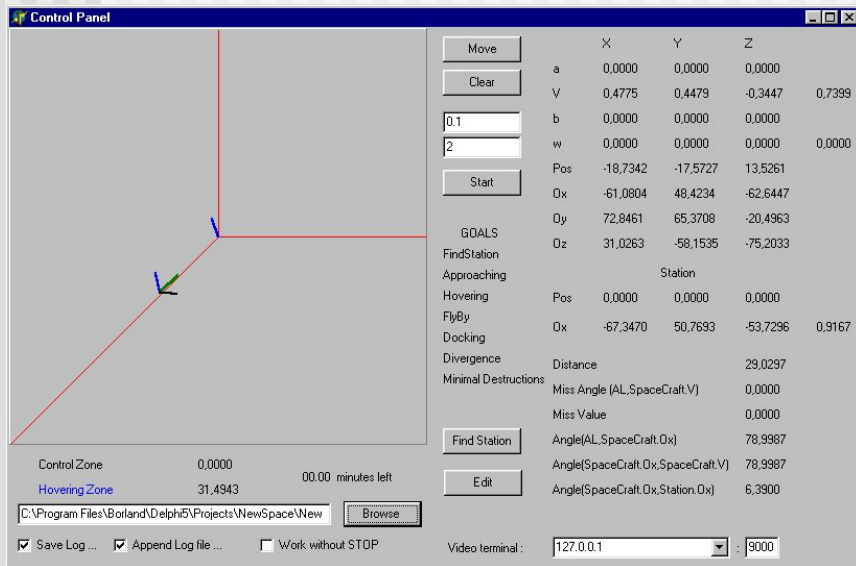 Control Panel
Move
Clear
0.1
2
Start
GOALS
FindStation
Approaching
Hovering
FlyBy
Docking
Divergence
Minimal Destructions
Find Station
Edit
X Y Z
a 0,0000 0,0000 0,0000
V 0,4775 0,4479 -0,3447 0,7399
b 0,0000 0,0000 0,0000
w 0,0000 0,0000 0,0000 0,0000
Pos -18,7342 -17,5727 13,5261
Ox -61,0804 48,4234 -62,6447
Oy 72,8461 65,3708 -20,4963
Oz 31,0263 -58,1535 -75,2033
Station
Pos 0,0000 0,0000 0,0000
Ox -67,3470 50,7693 -53,7296 0,9167
Distance 29,0297
Miss Angle (AL,SpaceCraft.V) 0,0000
Miss Value 0,0000
Angle(AL,SpaceCraft.Ox) 78,9987
Angle(SpaceCraft.Ox,SpaceCraft.V) 78,9987
Angle(SpaceCraft.Ox,Station.Ox) 6,3900
Control Zone 0,0000
Hovering Zone 31,4943
00.00 minutes left
C:\Program Files\Borland\Delphi5\Projects\NewSpace\New
Browse
Save Log ... Append Log file ... Work without STOP
Video terminal : 127.0.0.1 : 9000